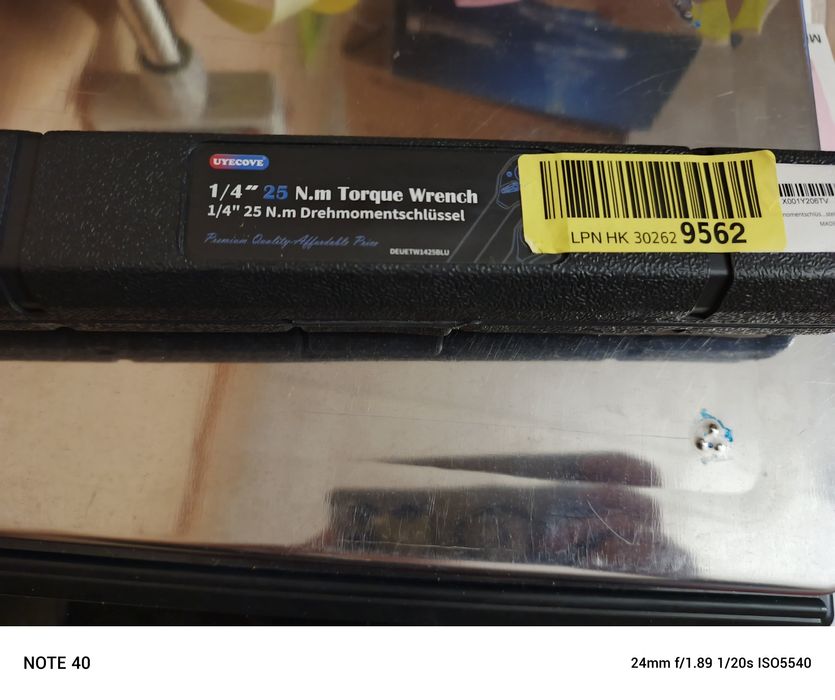 UYECOVE
1/4" 25 N.m Torque Wrench
1/4" 25 N.m Drehmomentschlüssel
Premium Quality-Affordable Price
DEUETW1425BLU
LPN HK 30262 9562
X001Y206TV
NOTE 40
24mm f/1.89 1/20s ISO5540